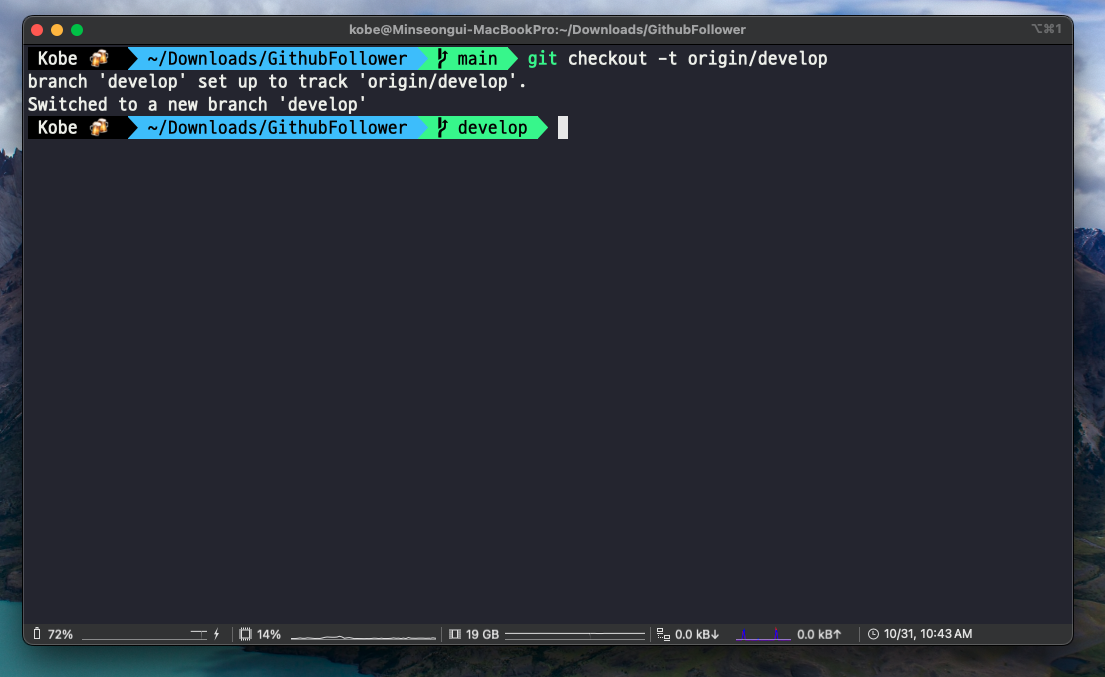 kobe@Minseongui-MacBookPro:~/Downloads/GithubFollower ⌥⌘1
Kobe 🍻 ~/Downloads/GithubFollower main git checkout -t origin/develop
branch 'develop' set up to track 'origin/develop'.
Switched to a new branch 'develop'
Kobe 🍻 ~/Downloads/GithubFollower develop
72% 14% 19 GB 0.0 kB↓ 0.0 kB↑ 10/31, 10:43 AM